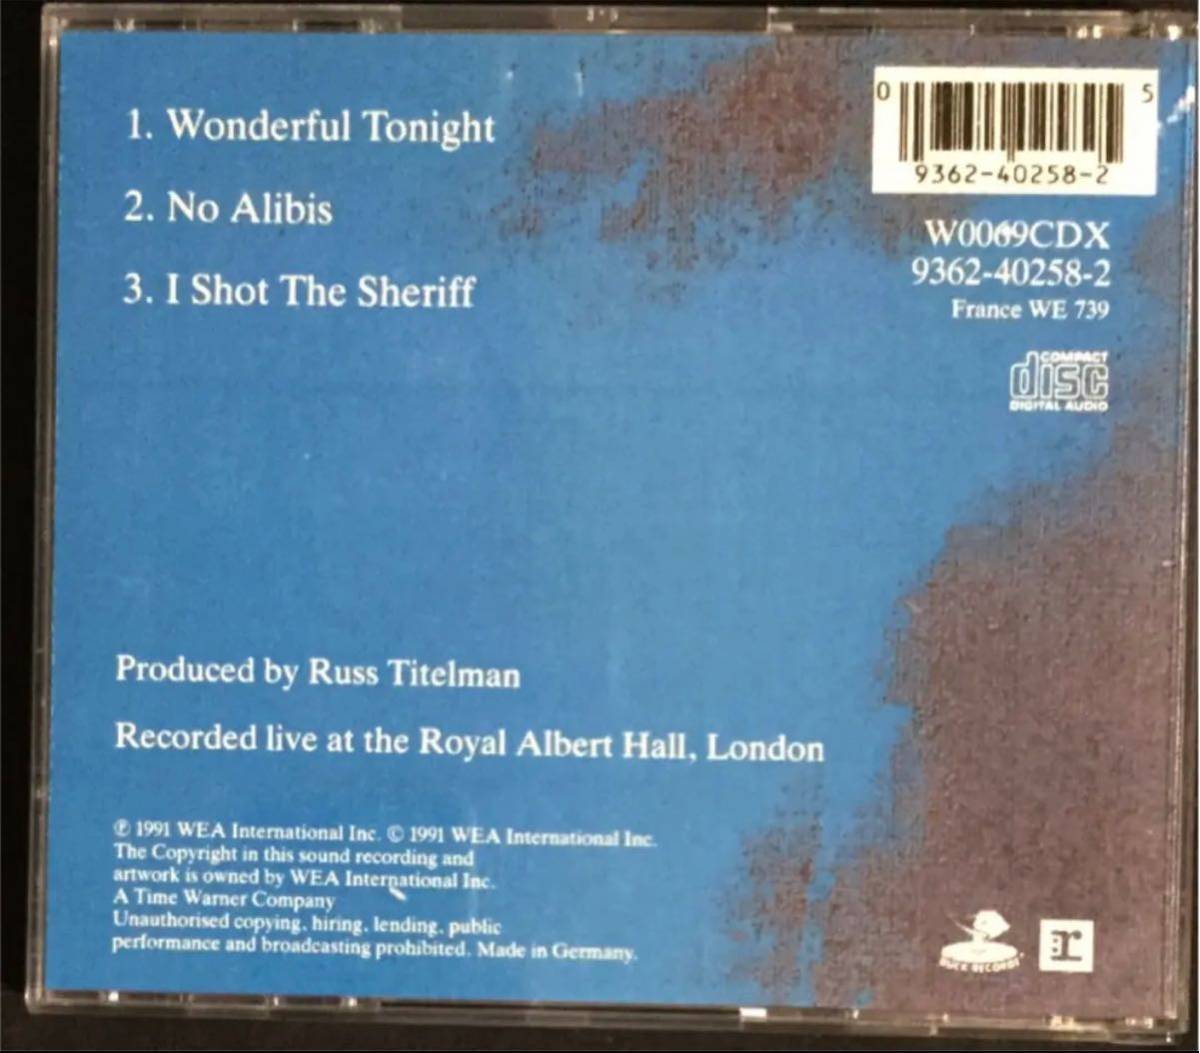 1. Wonderful Tonight
2. No Alibis
3. I Shot The Sheriff
0 5
9362-40258-2
W0069CDX
9362-40258-2
France WE 739
COMPACT
disc
DIGITAL AUDIO
Produced by Russ Titelman
Recorded live at the Royal Albert Hall, London
℗ 1991 WEA International Inc. © 1991 WEA International Inc.
The Copyright in this sound recording and
artwork is owned by WEA International Inc.
A Time Warner Company
Unauthorised copying, hiring, lending, public
performance and broadcasting prohibited. Made in Germany.
DUCK RECORDS
r